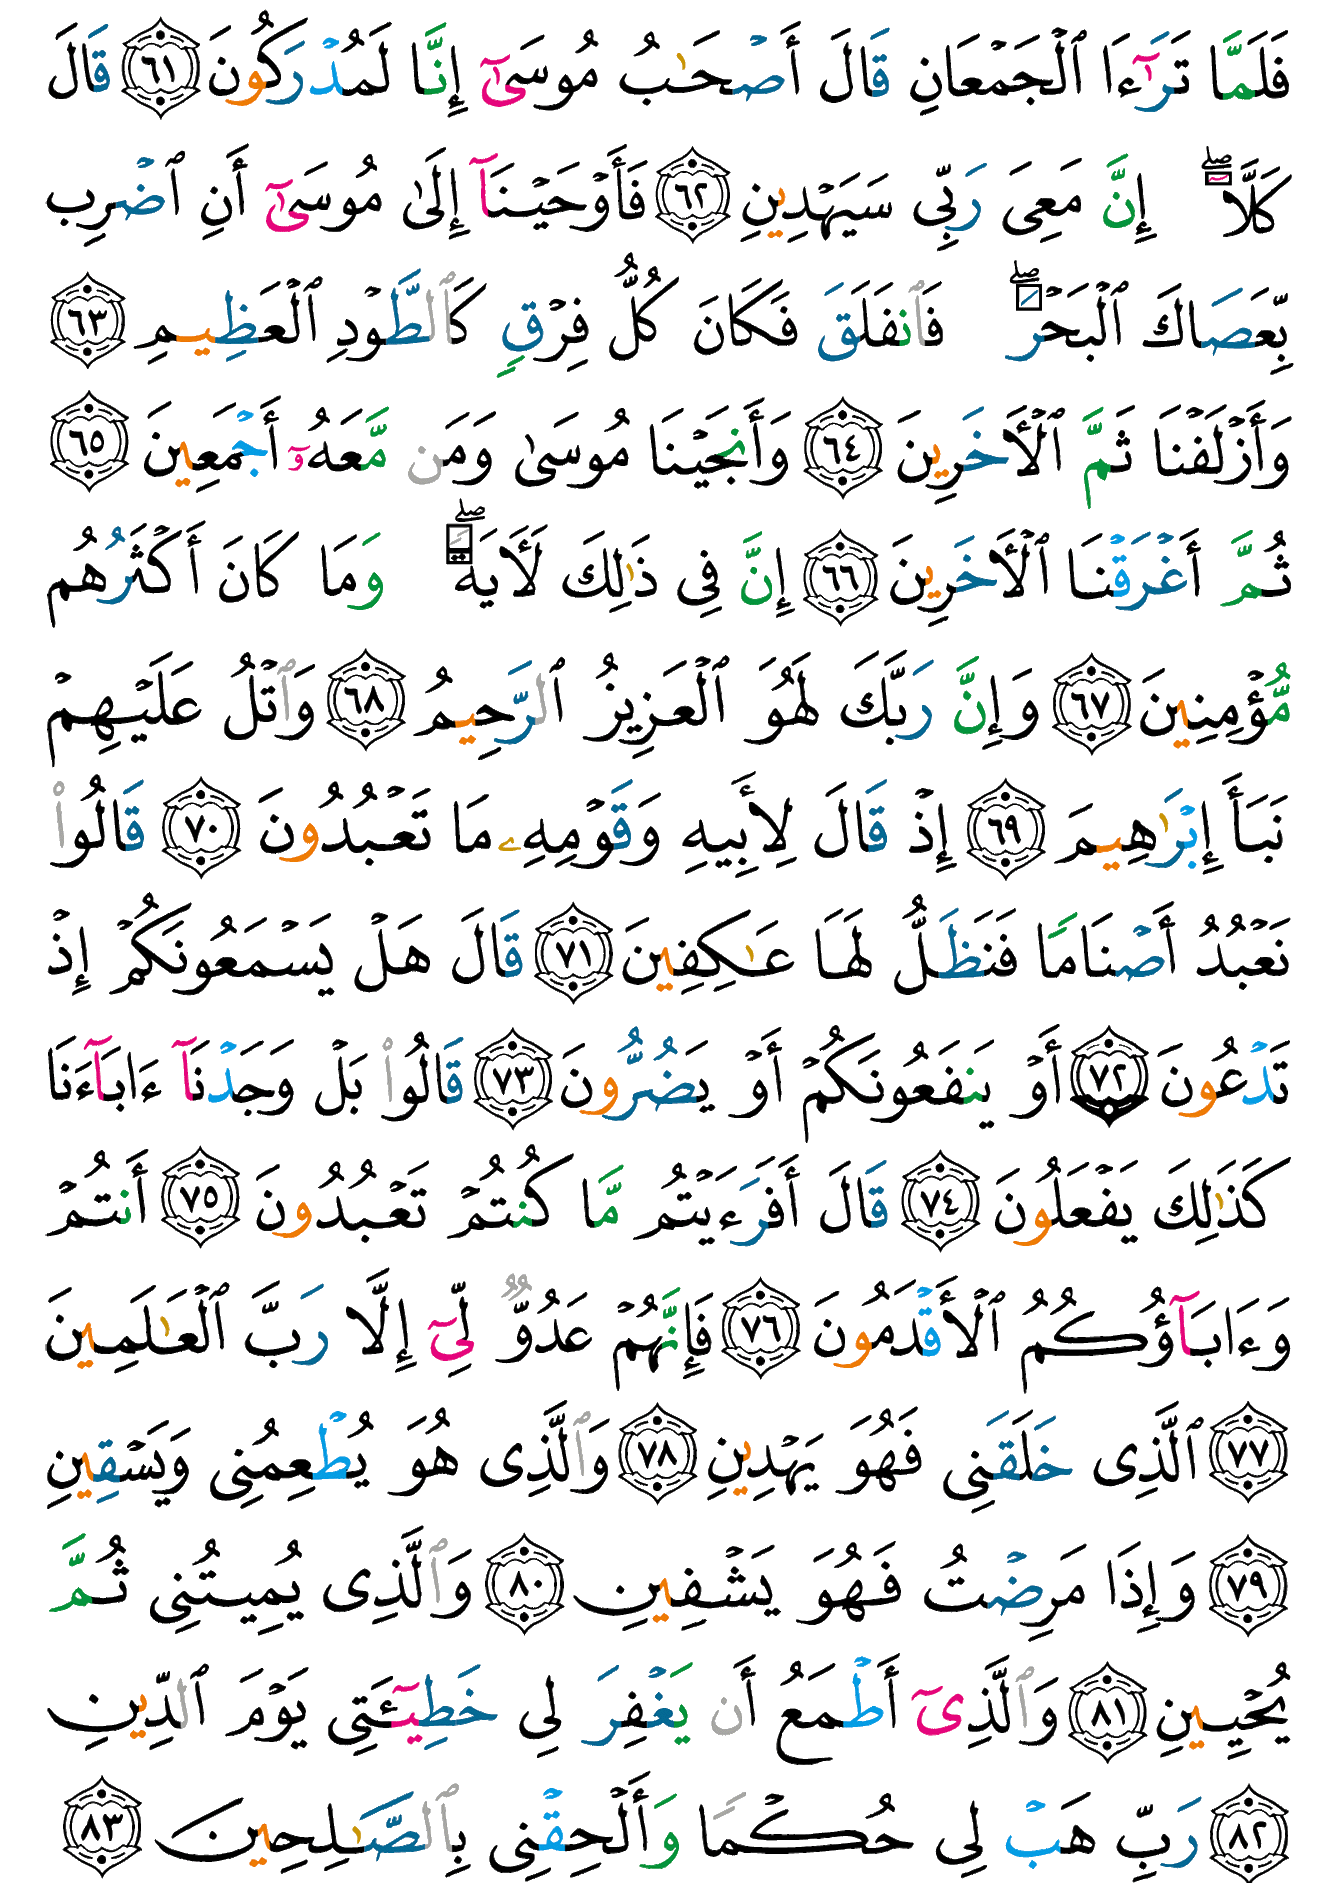 فَلَمَّا تَرَٰٓءَا ٱلْجَمْعَانِ قَالَ أَصْحَـٰبُ مُوسَىٰٓ إِنَّا لَمُدْرَكُونَ ٦١ قَالَ
كَلَّآ ۖ إِنَّ مَعِىَ رَبِّى سَيَهْدِينِ ٦٢ فَأَوْحَيْنَآ إِلَىٰ مُوسَىٰٓ أَنِ ٱضْرِب
بِّعَصَاكَ ٱلْبَحْرَ ۖ فَٱنفَلَقَ فَكَانَ كُلُّ فِرْقٍ كَٱلطَّوْدِ ٱلْعَظِيمِ ٦٣
وَأَزْلَفْنَا ثَمَّ ٱلْأَخَرِينَ ٦٤ وَأَنجَيْنَا مُوسَىٰ وَمَن مَّعَهُۥٓ أَجْمَعِينَ ٦٥
ثُمَّ أَغْرَقْنَا ٱلْأَخَرِينَ ٦٦ إِنَّ فِى ذَٰلِكَ لَأَيَةً ۖ وَمَا كَانَ أَكْثَرُهُم
مُّؤْمِنِينَ ٦٧ وَإِنَّ رَبَّكَ لَهُوَ ٱلْعَزِيزُ ٱلرَّحِيمُ ٦٨ وَٱتْلُ عَلَيْهِمْ
نَبَأَ إِبْرَٰهِيمَ ٦٩ إِذْ قَالَ لِأَبِيهِ وَقَوْمِهِۦ مَا تَعْبُدُونَ ٧٠ قَالُوا۟
نَعْبُدُ أَصْنَامًا فَنَظَلُّ لَهَا عَـٰكِفِينَ ٧١ قَالَ هَلْ يَسْمَعُونَكُمْ إِذْ
تَدْعُونَ ٧٢ أَوْ يَنفَعُونَكُمْ أَوْ يَضُرُّونَ ٧٣ قَالُوا۟ بَلْ وَجَدْنَآ ءَابَآءَنَا
كَذَٰلِكَ يَفْعَلُونَ ٧٤ قَالَ أَفَرَءَيْتُم مَّا كُنتُمْ تَعْبُدُونَ ٧٥ أَنتُمْ
وَءَابَآؤُكُمُ ٱلْأَقْدَمُونَ ٧٦ فَإِنَّهُمْ عَدُوٌّ لِّىٓ إِلَّا رَبَّ ٱلْعَـٰلَمِينَ
٧٧ ٱلَّذِى خَلَقَنِى فَهُوَ يَهْدِينِ ٧٨ وَٱلَّذِى هُوَ يُطْعِمُنِى وَيَسْقِينِ
٧٩ وَإِذَا مَرِضْتُ فَهُوَ يَشْفِينِ ٨٠ وَٱلَّذِى يُمِيتُنِى ثُمَّ
يُحْيِينِ ٨١ وَٱلَّذِىٓ أَطْمَعُ أَن يَغْفِرَ لِى خَطِيٓـَٔتِى يَوْمَ ٱلدِّينِ
٨٢ رَبِّ هَبْ لِى حُكْمًا وَأَلْحِقْنِى بِٱلصَّـٰلِحِينَ ٨٣